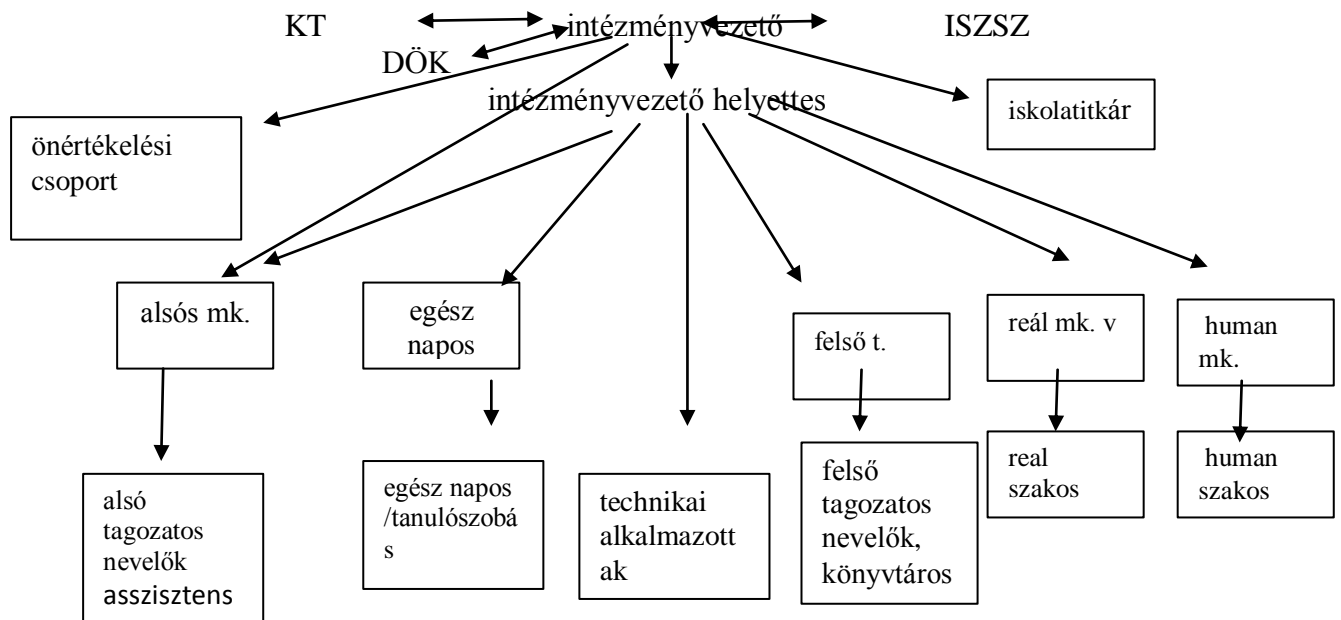 KT
intézményvezető
ISZSZ
DÖK
intézményvezető helyettes
iskolatitkár
önértékelési
csoport
alsós mk.
egész
napos
felső t.
reál mk. v
human
mk.
alsó
tagozatos
nevelők
asszisztens
egész napos
/tanulószobá
s
technikai
alkalmazott
ak
felső
tagozatos
nevelők,
könyvtáros
real
szakos
human
szakos